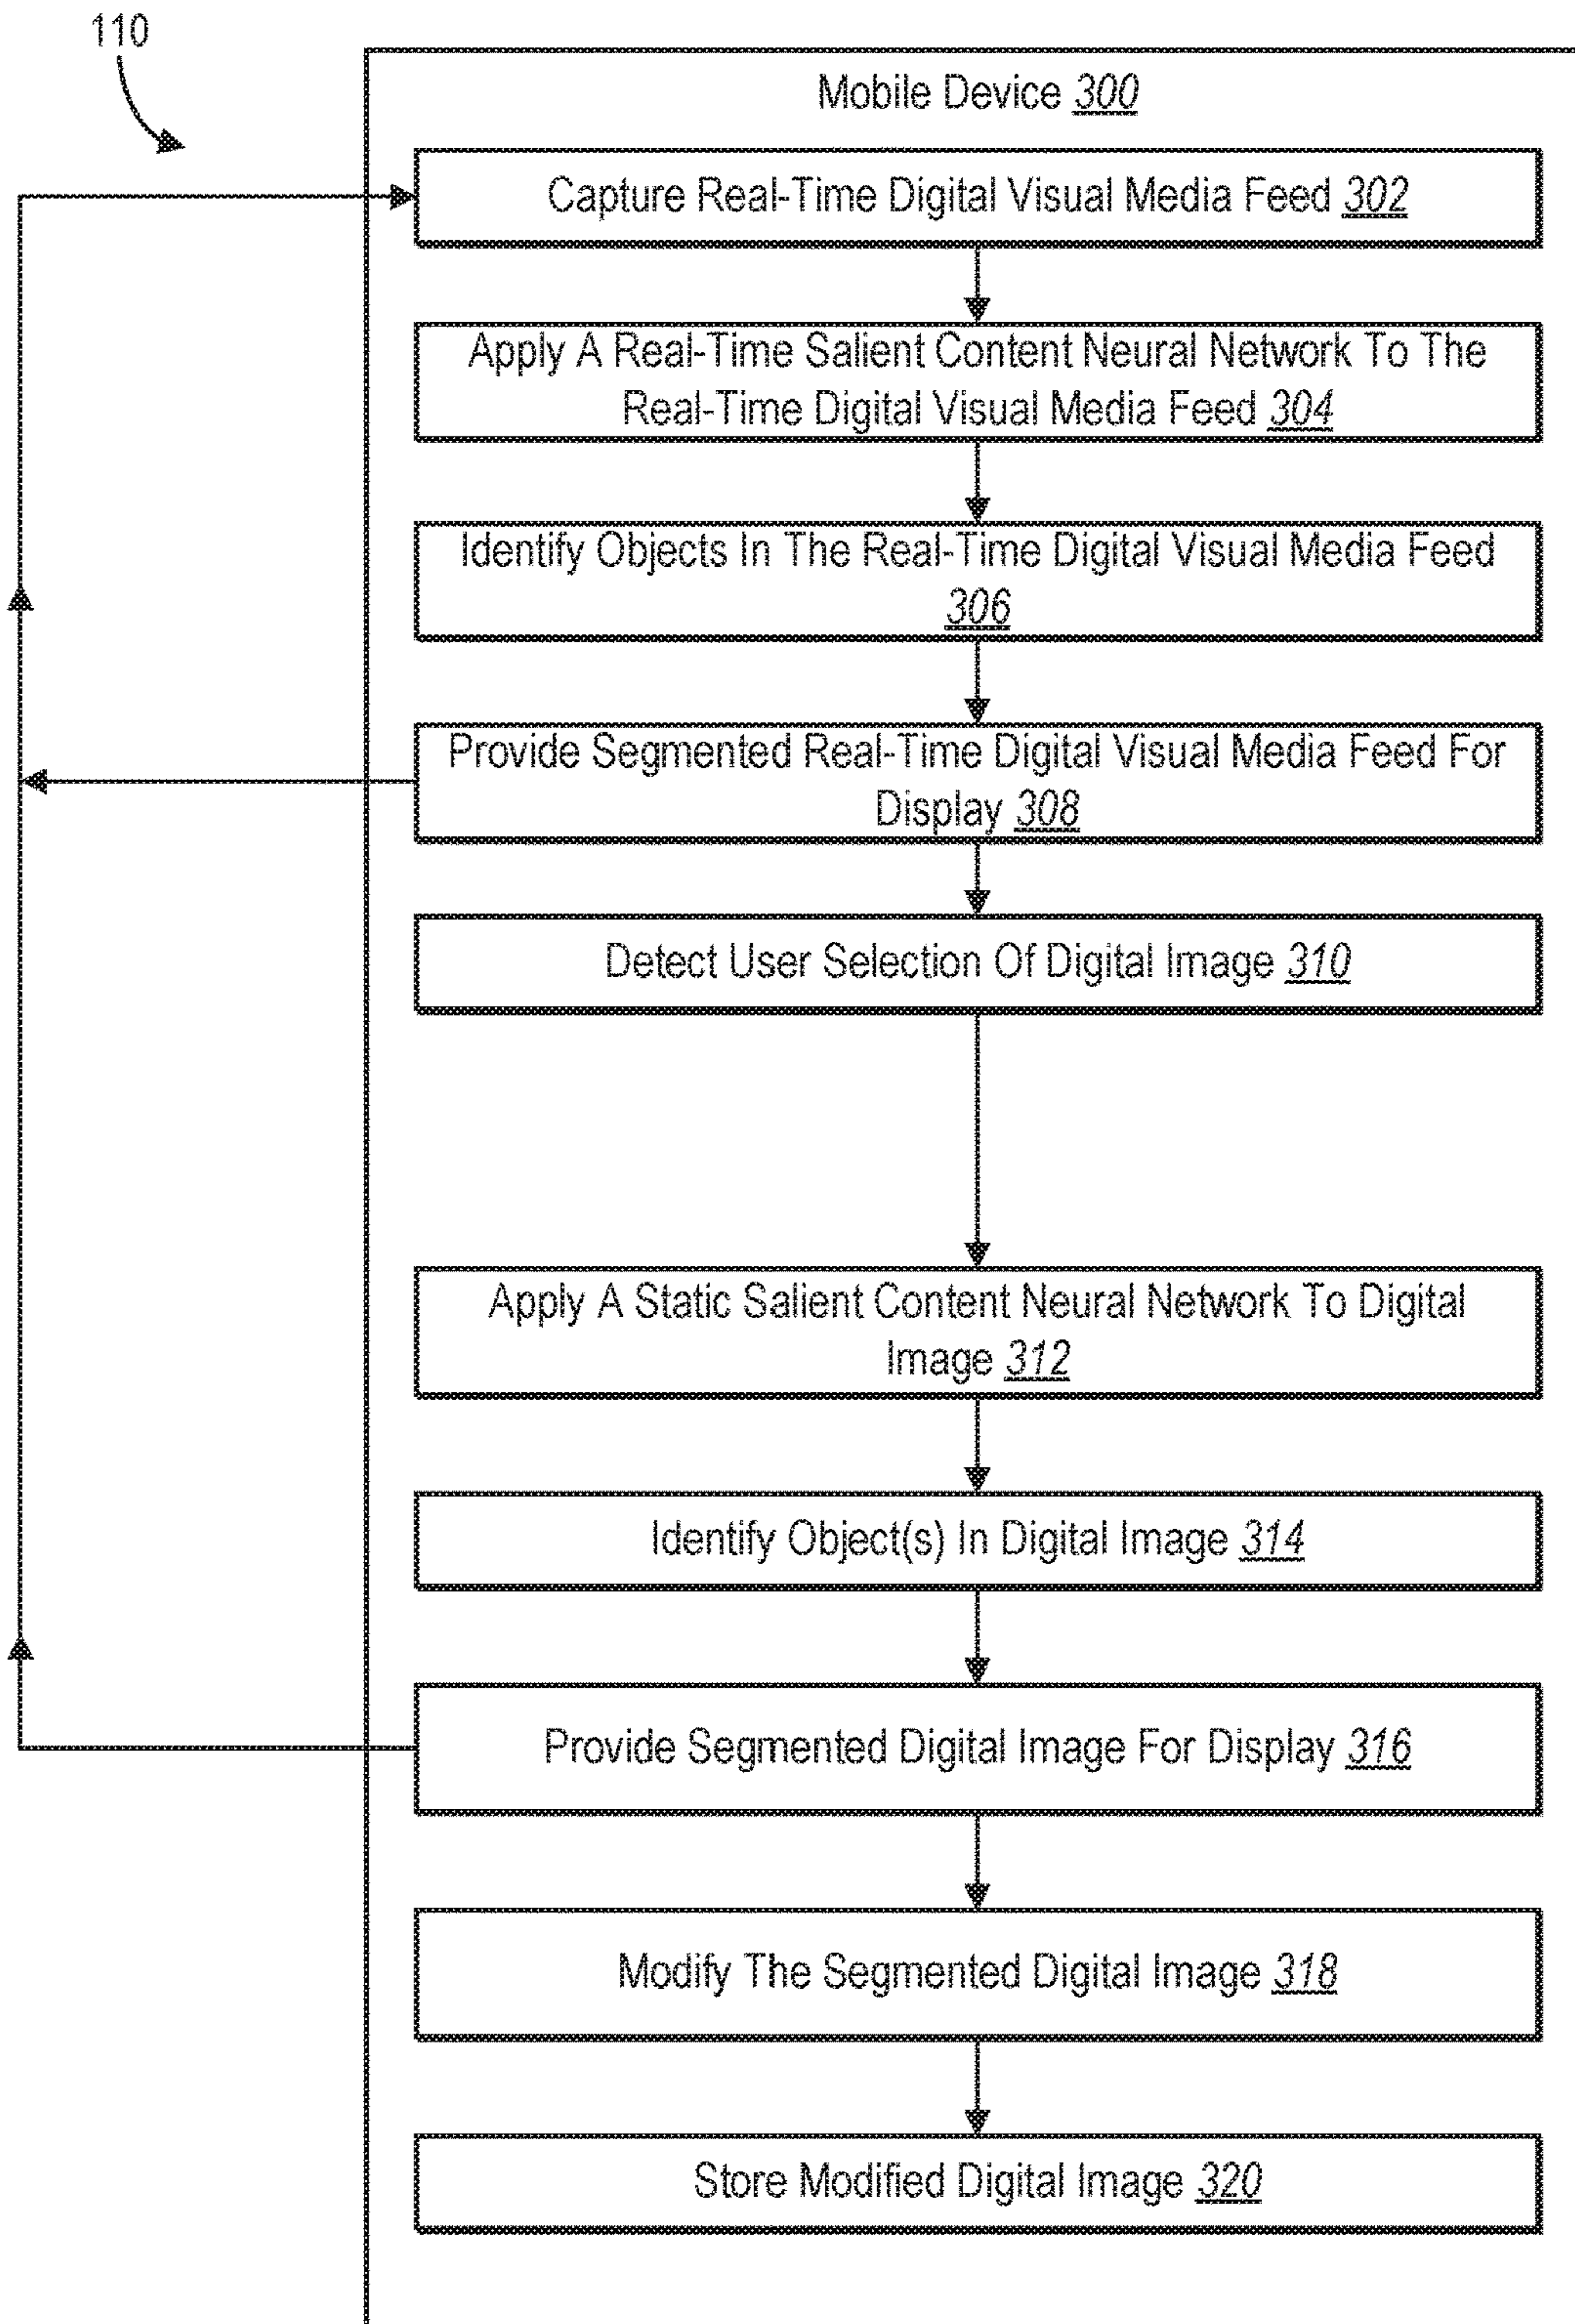 110
Mobile Device 300
Capture Real-Time Digital Visual Media Feed 302
Apply A Real-Time Salient Content Neural Network To The
Real-Time Digital Visual Media Feed 304
Identify Objects In The Real-Time Digital Visual Media Feed
306
Provide Segmented Real-Time Digital Visual Media Feed For
Display 308
Detect User Selection Of Digital Image 310
Apply A Static Salient Content Neural Network To Digital
Image 312
Identify Object(s) In Digital Image 314
Provide Segmented Digital Image For Display 316
Modify The Segmented Digital Image 318
Store Modified Digital Image 320